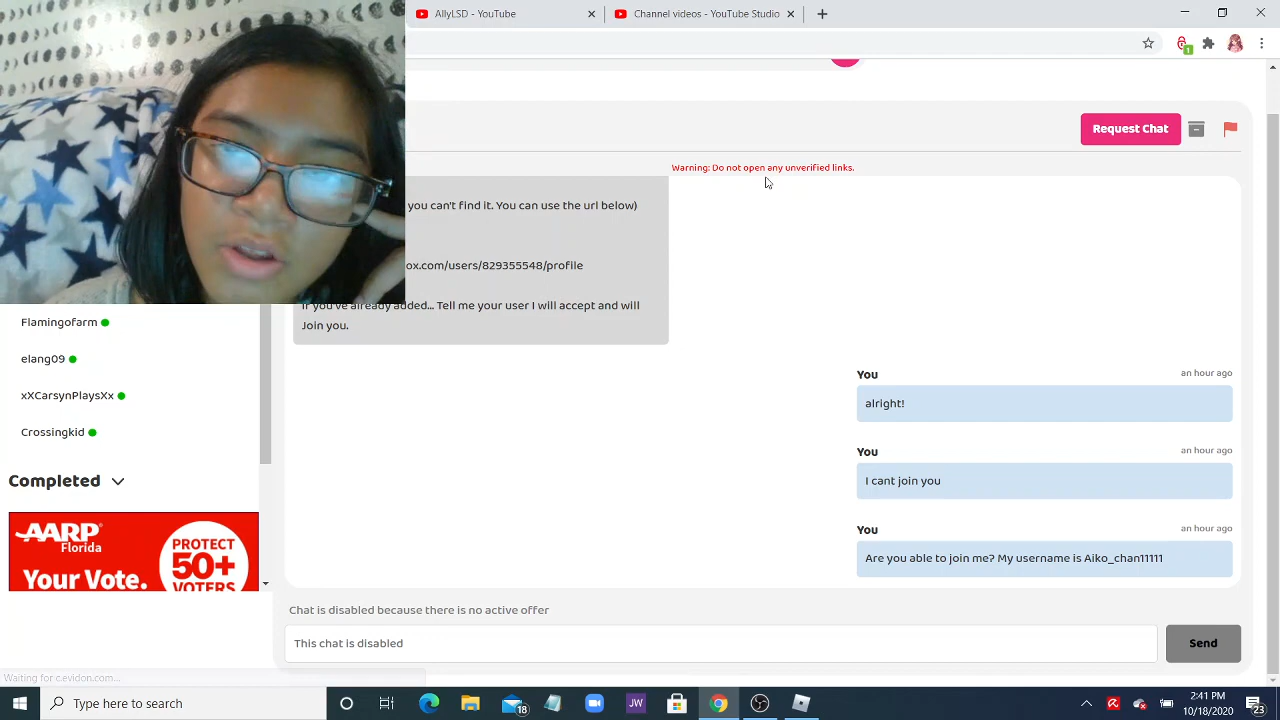 AllyLSD - YouTube
Channel videos - YouTube Studio
Request Chat
Warning: Do not open any unverified links.
you can't find it. You can use the url below)
ox.com/users/829355548/profile
If you've already added... Tell me your user I will accept and will
Join you.
Flamingofarm
elang09
xXCarsynPlaysXx
Crossingkid
Completed
AARP
Florida
Your Vote.
PROTECT
50+
VOTERS
You
an hour ago
alright!
You
an hour ago
I cant join you
You
an hour ago
Are you able to join me? My username is Aiko_chan11111
Chat is disabled because there is no active offer
This chat is disabled
Send
Waiting for c.evidon.com...
Type here to search
18
JW
2:41 PM
10/18/2020
23
1